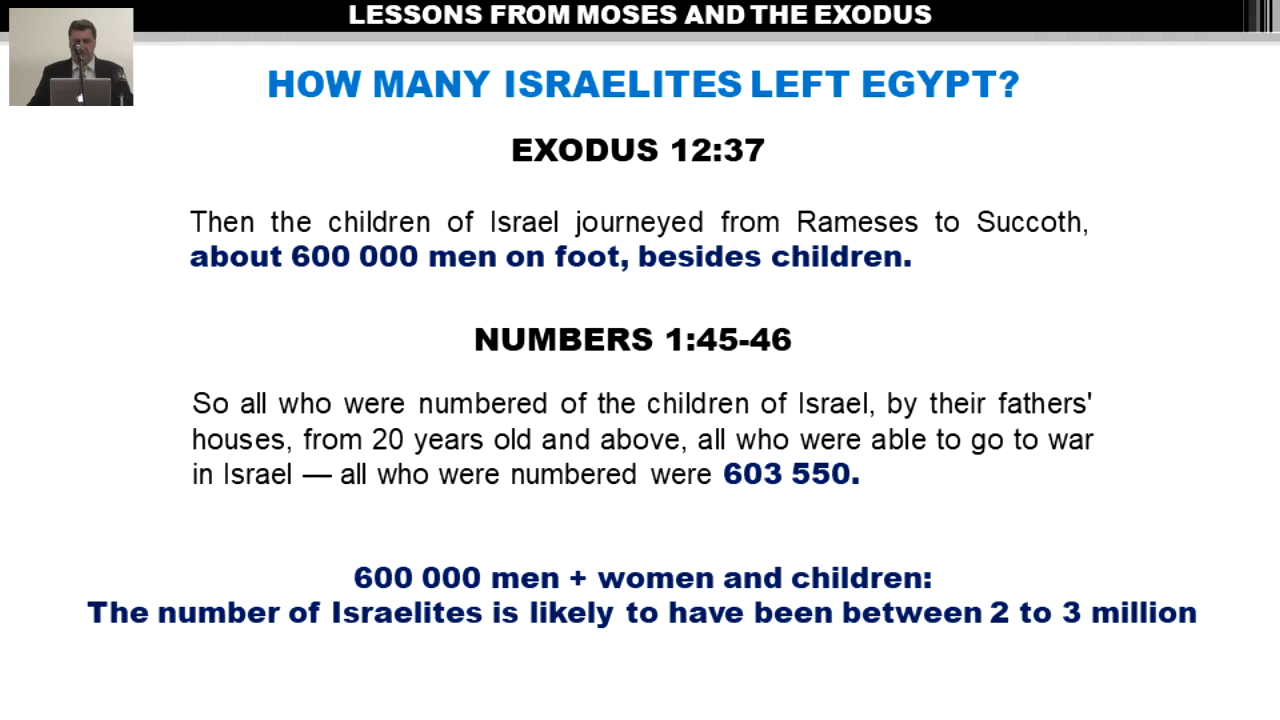 LESSONS FROM MOSES AND THE EXODUS
HOW MANY ISRAELITES LEFT EGYPT?
EXODUS 12:37
Then the children of Israel journeyed from Rameses to Succoth,
about 600 000 men on foot, besides children.
NUMBERS 1:45-46
So all who were numbered of the children of Israel, by their fathers'
houses, from 20 years old and above, all who were able to go to war
in Israel — all who were numbered were 603 550.
600 000 men + women and children:
The number of Israelites is likely to have been between 2 to 3 million